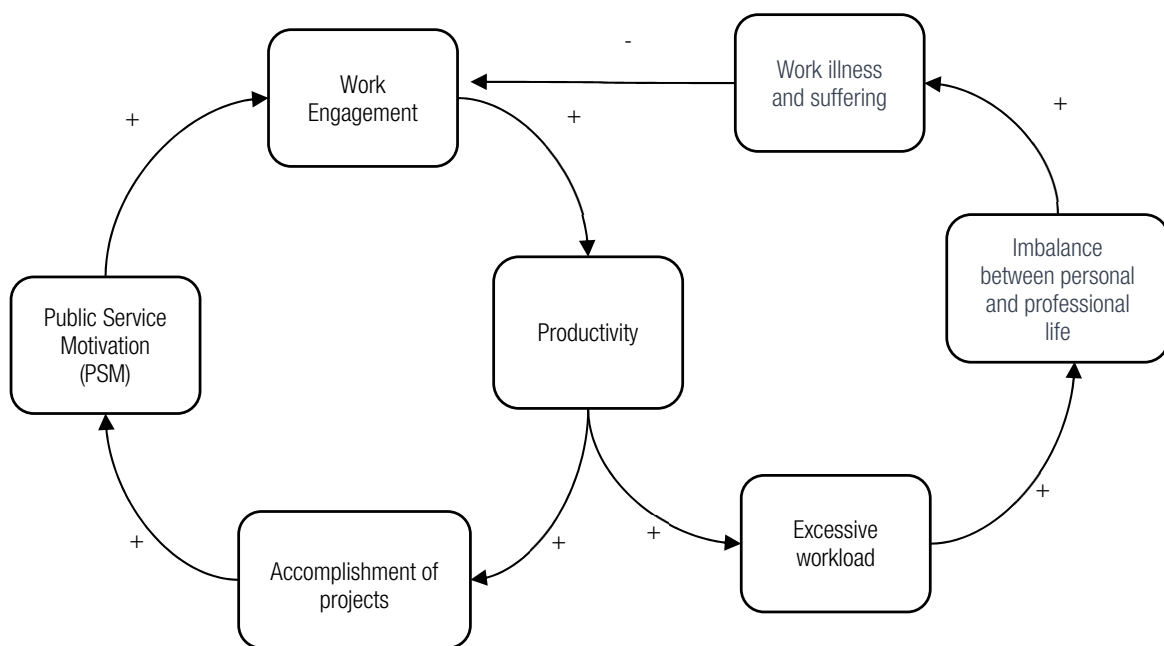 -
Work
Engagement
Work illness
and suffering
+
+
+
Imbalance
between personal
and professional
life
Public Service
Motivation
(PSM)
Productivity
+
Excessive
workload
+
+
+
Accomplishment of
projects